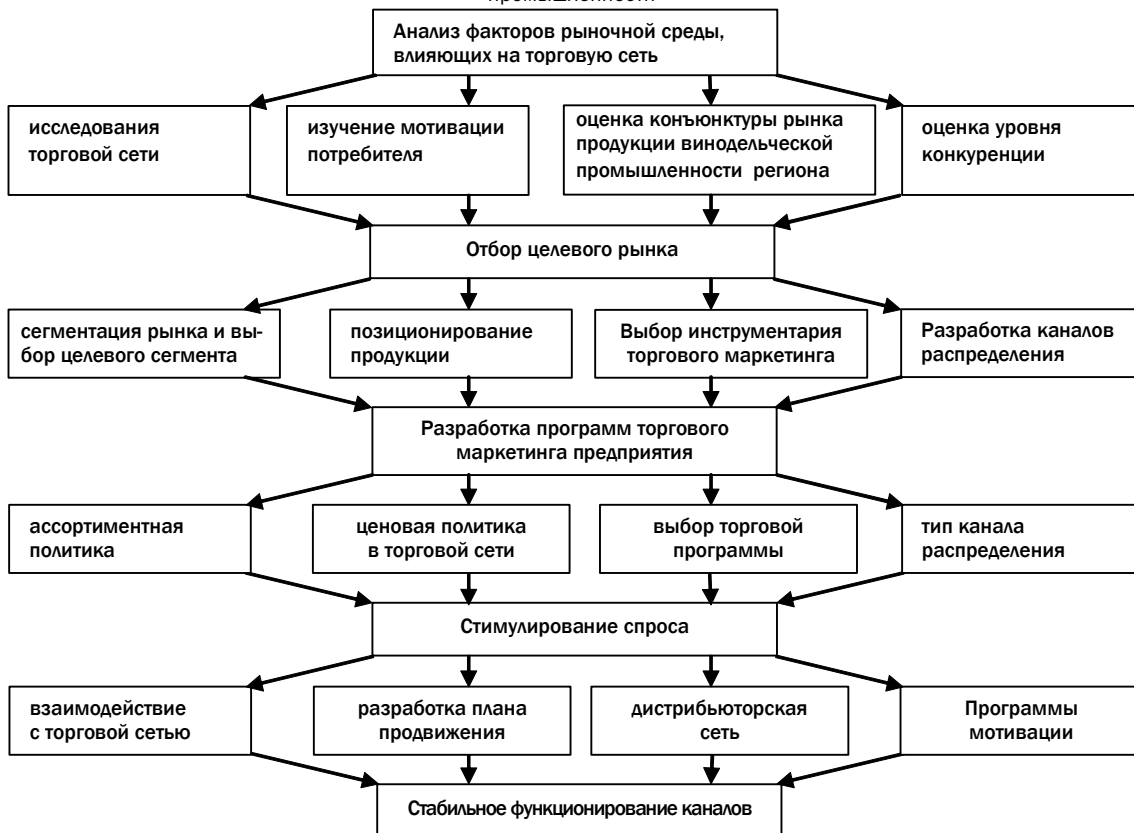 промышленности
Анализ факторов рыночной среды,
влияющих на торговую сеть
исследования
торговой сети
изучение мотивации
потребителя
оценка конъюнктуры рынка
продукции винодельческой
промышленности региона
оценка уровня
конкуренции
Отбор целевого рынка
сегментация рынка и вы-
бор целевого сегмента
позиционирование
продукции
Выбор инструментария
торгового маркетинга
Разработка каналов
распределения
Разработка программ торгового
маркетинга предприятия
ассортиментная
политика
ценовая политика
в торговой сети
выбор торговой
программы
тип канала
распределения
Стимулирование спроса
взаимодействие
с торговой сетью
разработка плана
продвижения
дистрибьюторская
сеть
Программы
мотивации
Стабильное функционирование каналов